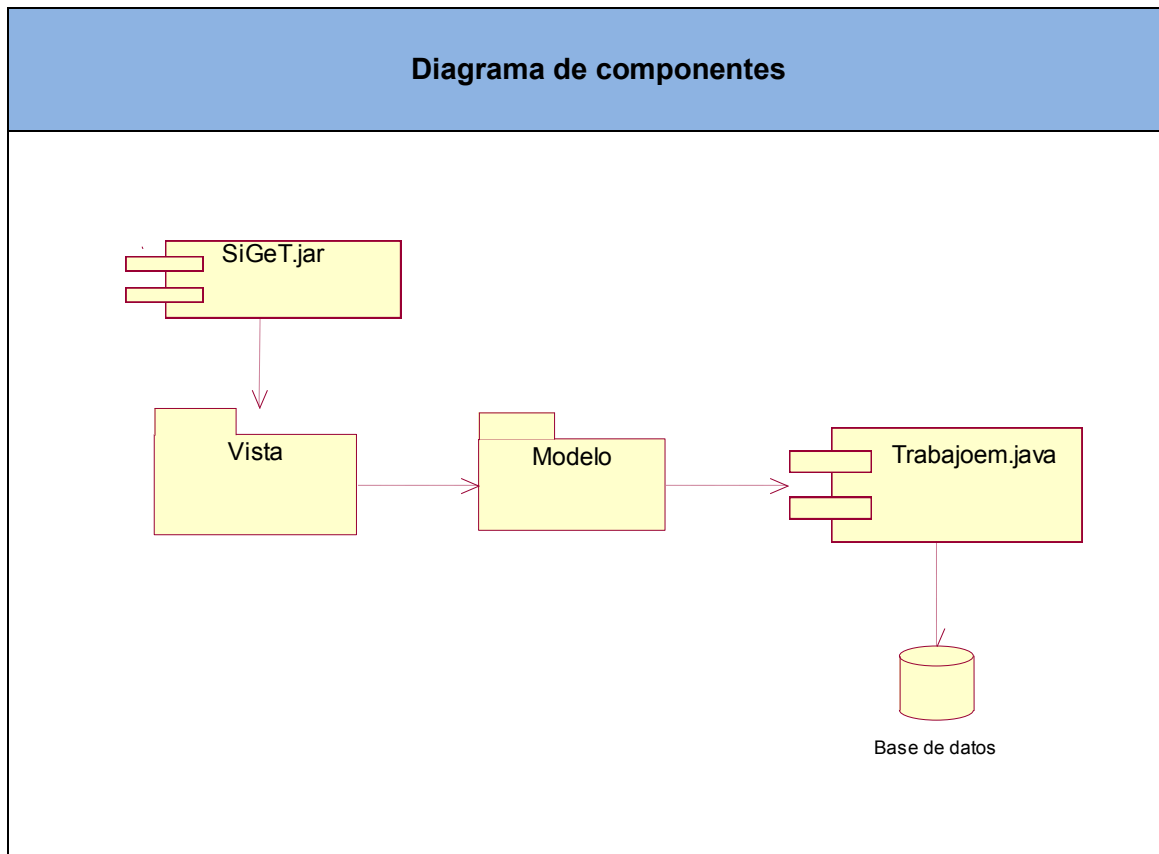 Diagrama de componentes
SiGeT.jar
Vista
Modelo
Trabajoem.java
Base de datos